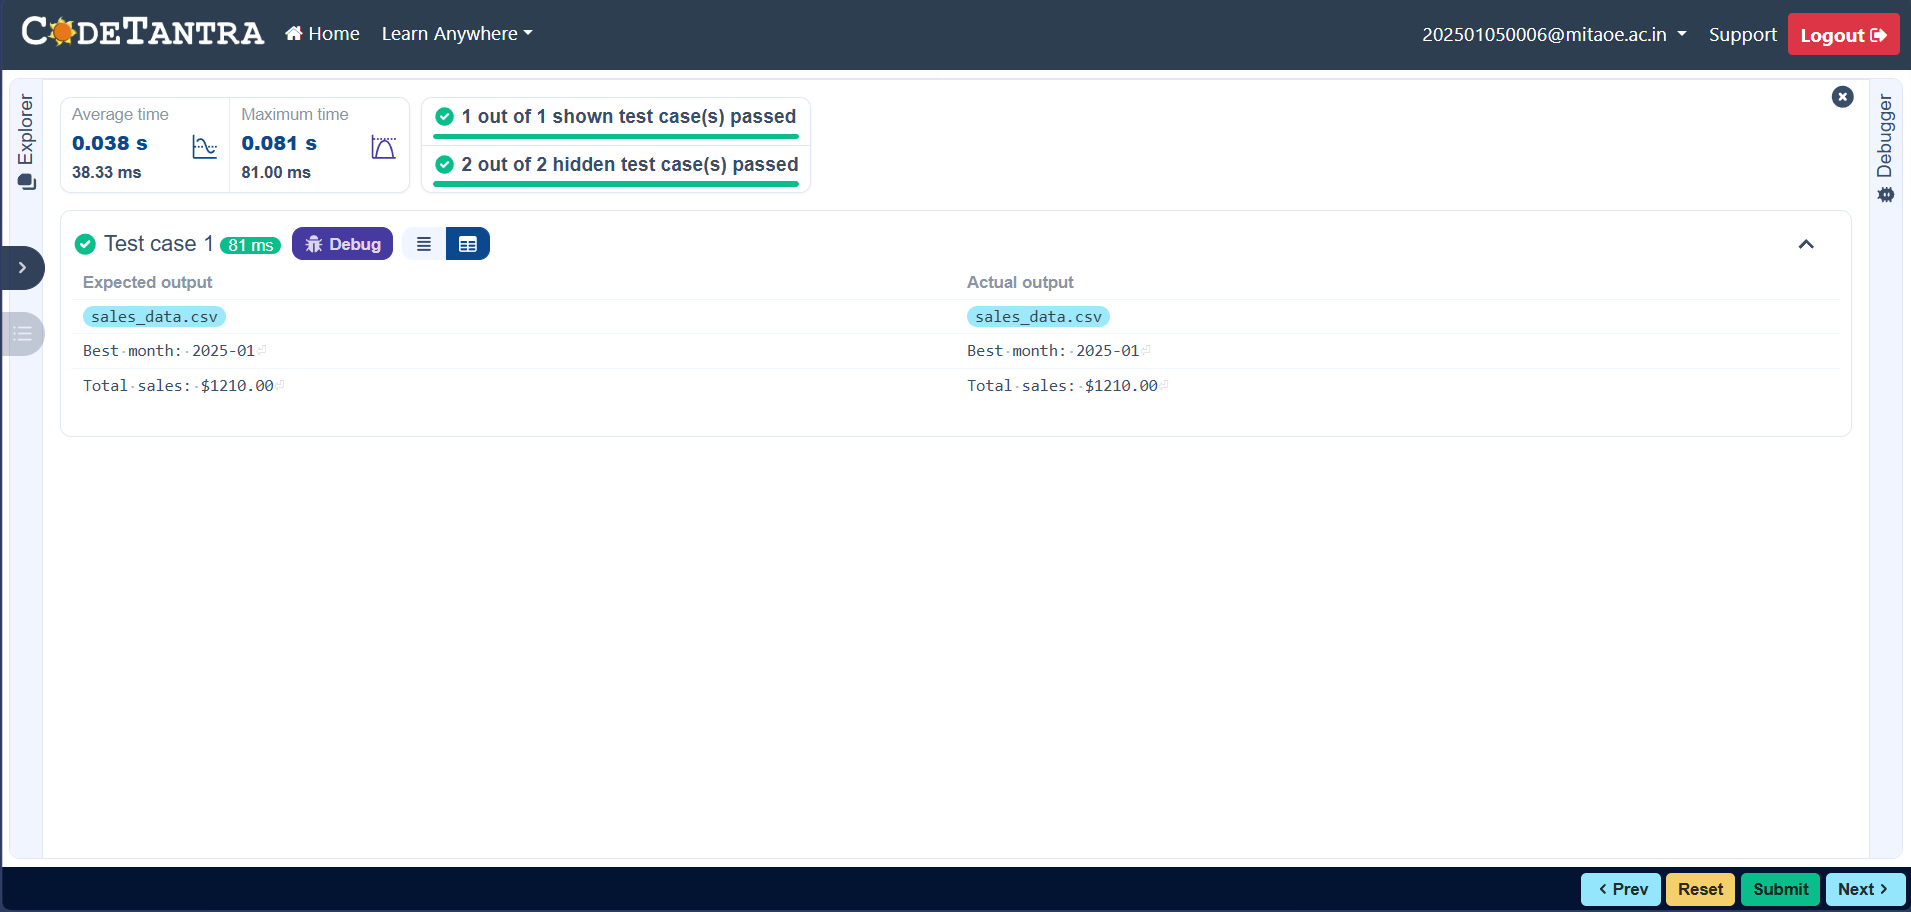 CODETANTRA Home Learn Anywhere 202501050006@mitaoe.ac.in Support Logout
Explorer
Debugger
Average time
0.038 s
38.33 ms
Maximum time
0.081 s
81.00 ms
1 out of 1 shown test case(s) passed
2 out of 2 hidden test case(s) passed
Test case 1 81 ms Debug
Expected output Actual output
sales_data.csv sales_data.csv
Best·month:·2025-01⏎ Best·month:·2025-01⏎
Total·sales:·$1210.00⏎ Total·sales:·$1210.00⏎
Prev Reset Submit Next